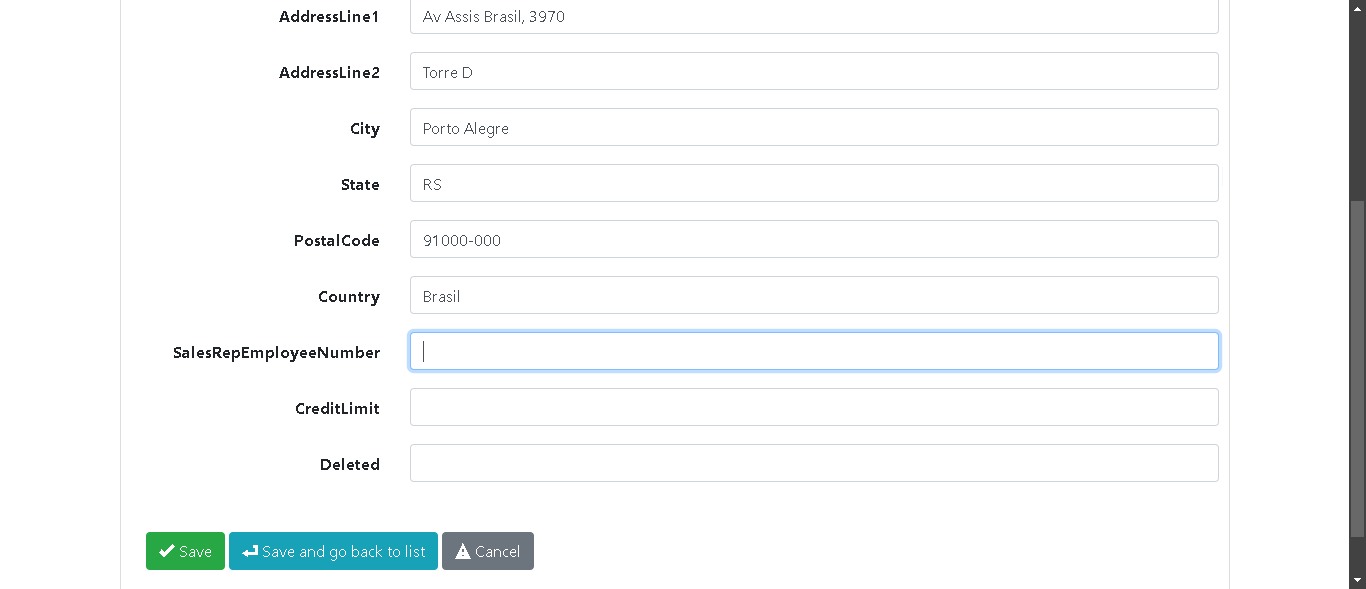 AddressLine1 Av Assis Brasil, 3970
AddressLine2 Torre D
City Porto Alegre
State RS
PostalCode 91000-000
Country Brasil
SalesRepEmployeeNumber
CreditLimit
Deleted
Save Save and go back to list Cancel